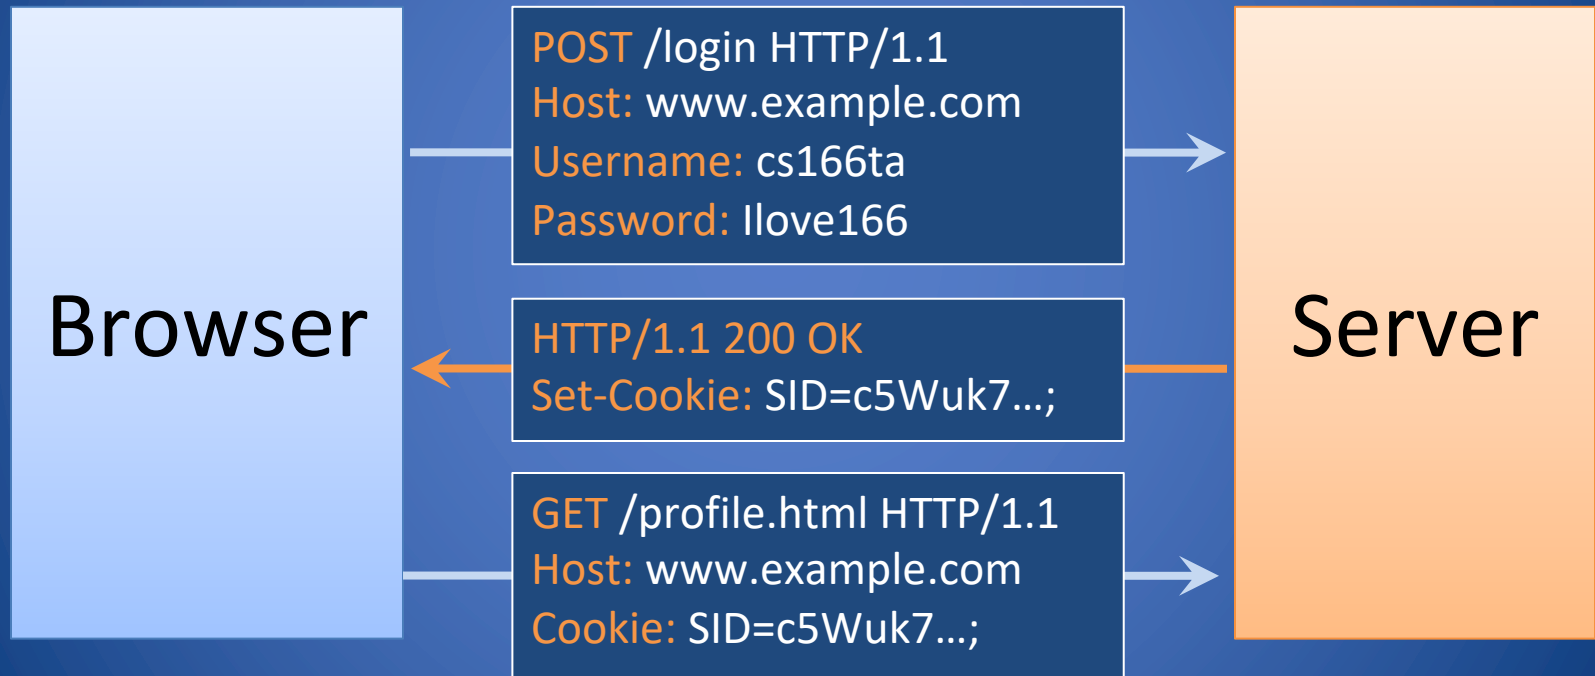 Browser
POST /login HTTP/1.1
Host: www.example.com
Username: cs166ta
Password: Ilove166
HTTP/1.1 200 OK
Set-Cookie: SID=c5Wuk7…;
GET /profile.html HTTP/1.1
Host: www.example.com
Cookie: SID=c5Wuk7…;
Server